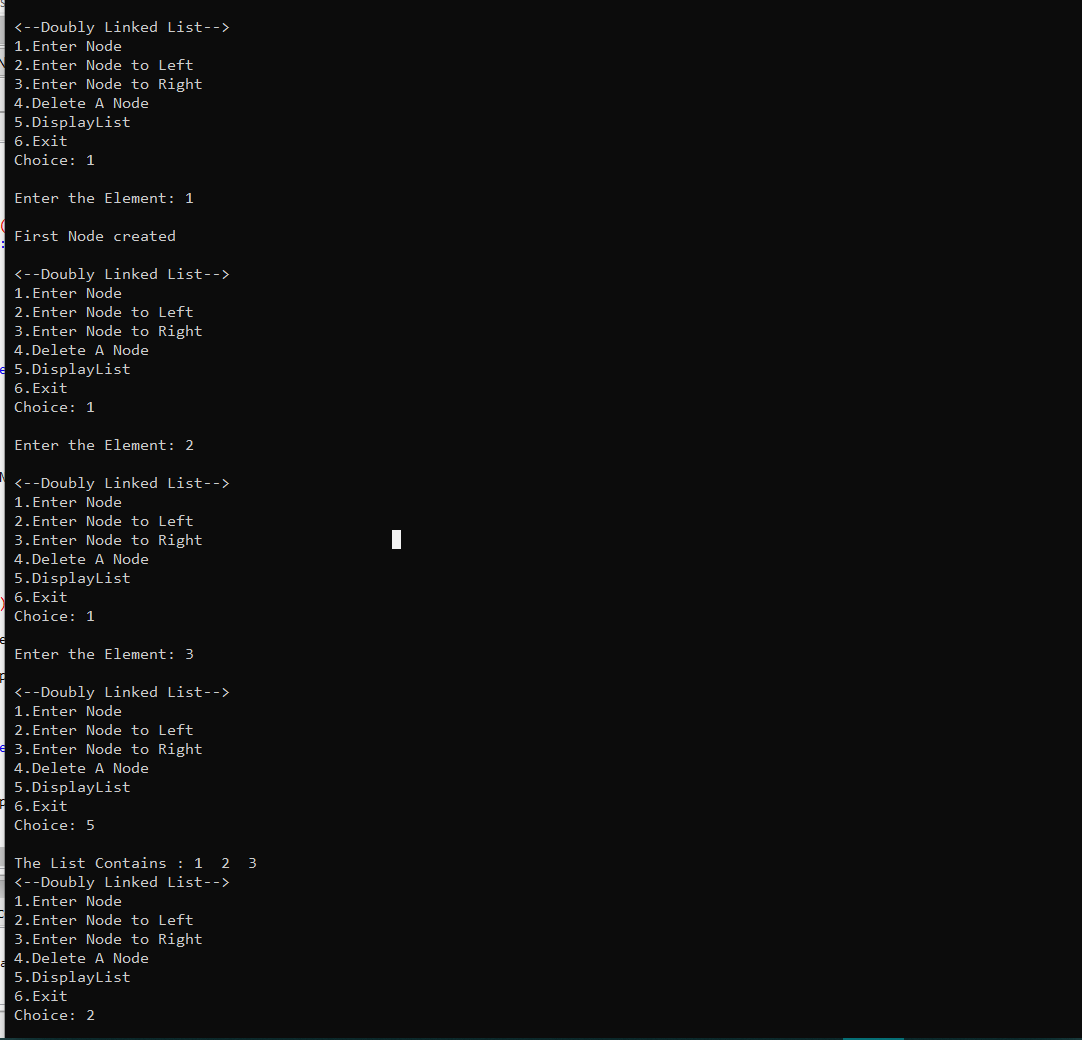 <--Doubly Linked List-->
1.Enter Node
2.Enter Node to Left
3.Enter Node to Right
4.Delete A Node
5.DisplayList
6.Exit
Choice: 1
Enter the Element: 1
First Node created
<--Doubly Linked List-->
1.Enter Node
2.Enter Node to Left
3.Enter Node to Right
4.Delete A Node
5.DisplayList
6.Exit
Choice: 1
Enter the Element: 2
<--Doubly Linked List-->
1.Enter Node
2.Enter Node to Left
3.Enter Node to Right
4.Delete A Node
5.DisplayList
6.Exit
Choice: 1
Enter the Element: 3
<--Doubly Linked List-->
1.Enter Node
2.Enter Node to Left
3.Enter Node to Right
4.Delete A Node
5.DisplayList
6.Exit
Choice: 5
The List Contains : 1  2  3
<--Doubly Linked List-->
1.Enter Node
2.Enter Node to Left
3.Enter Node to Right
4.Delete A Node
5.DisplayList
6.Exit
Choice: 2